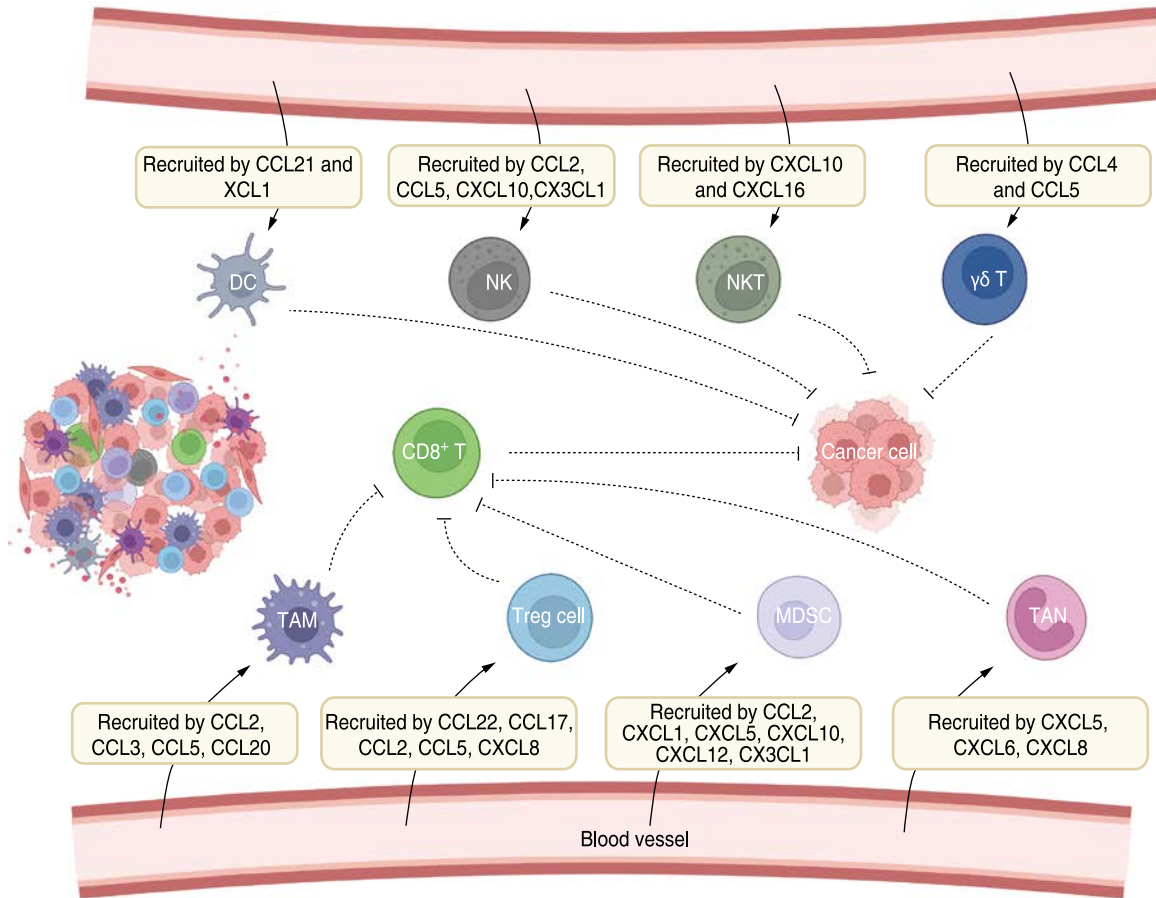 Recruited by CCL21 and
XCL1
Recruited by CCL2,
CCL5, CXCL10,CX3CL1
Recruited by CXCL10
and CXCL16
Recruited by CCL4
and CCL5
DC
NK
NKT
γδ T
CD8⁺ T
Cancer cell
TAM
Treg cell
MDSC
TAN
Recruited by CCL2,
CCL3, CCL5, CCL20
Recruited by CCL22, CCL17,
CCL2, CCL5, CXCL8
Recruited by CCL2,
CXCL1, CXCL5, CXCL10,
CXCL12, CX3CL1
Recruited by CXCL5,
CXCL6, CXCL8
Blood vessel